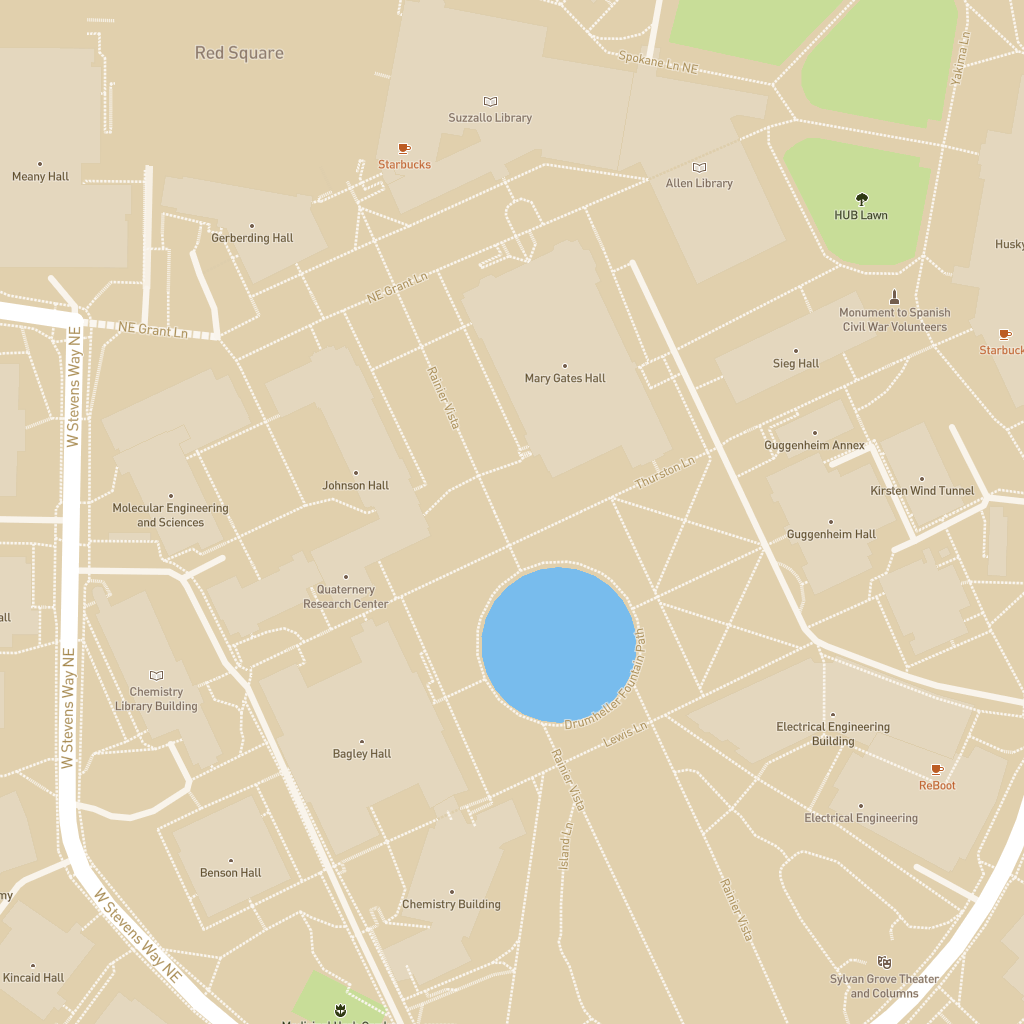 Red Square
Spokane Ln NE
Yakima Ln
Suzzallo Library
Starbucks
Meany Hall
Allen Library
HUB Lawn
Gerberding Hall
Husky
NE Grant Ln
NE Grant Ln
Monument to Spanish
Civil War Volunteers
Starbuck
W Stevens Way NE
Rainier Vista
Mary Gates Hall
Sieg Hall
Guggenheim Annex
Thurston Ln
Johnson Hall
Kirsten Wind Tunnel
Molecular Engineering
and Sciences
Guggenheim Hall
Quaternery
Research Center
all
W Stevens Way NE
Chemistry
Library Building
Drumheller Fountain Path
Lewis Ln
Electrical Engineering
Building
Bagley Hall
Rainier Vista
ReBoot
Island Ln
Electrical Engineering
Benson Hall
my
Chemistry Building
Rainier Vista
W Stevens Way NE
Kincaid Hall
Sylvan Grove Theater
and Columns